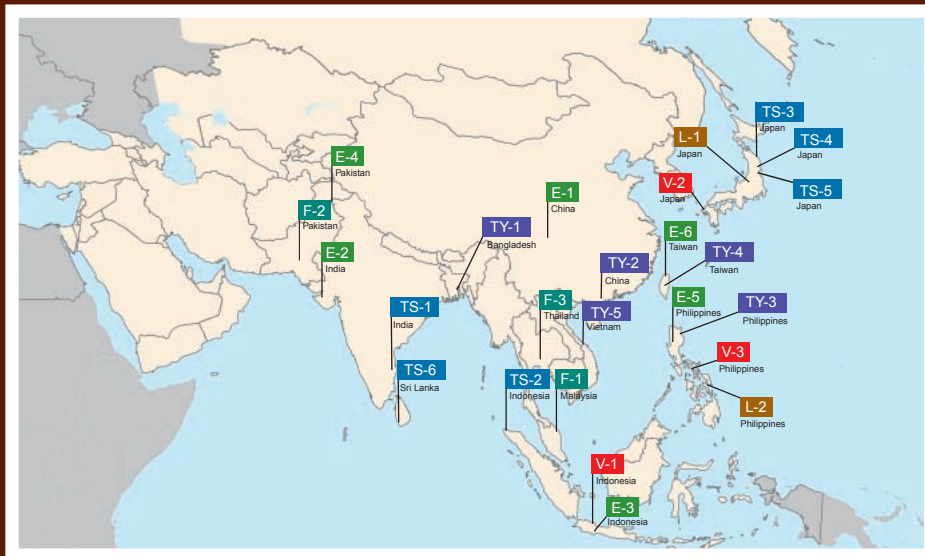 TS-3
Japan
L-1
Japan
TS-4
Japan
E-4
Pakistan
V-2
Japan
TS-5
Japan
E-1
China
F-2
Pakistan
TY-1
Bangladesh
E-6
Taiwan
E-2
India
TY-2
China
TY-4
Taiwan
TS-1
India
F-3
Thailand
TY-5
Vietnam
E-5
Philippines
TY-3
Philippines
V-3
Philippines
TS-6
Sri Lanka
TS-2
Indonesia
F-1
Malaysia
L-2
Philippines
V-1
Indonesia
E-3
Indonesia